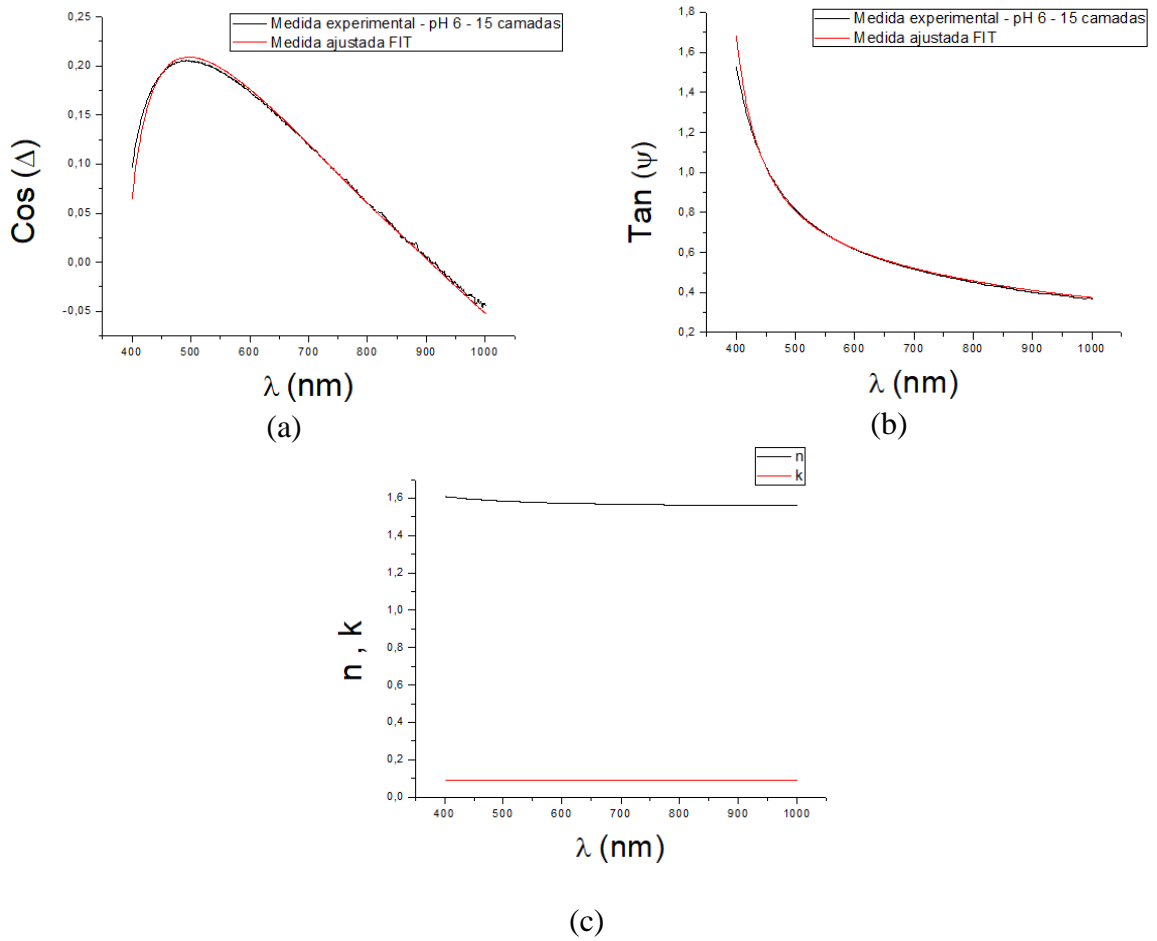 Medida experimental - pH 6 - 15 camadas
Medida ajustada FIT
0,25
0,20
0,15
0,10
0,05
0,00
-0,05
Cos (Δ)
400 500 600 700 800 900 1000
λ (nm)
(a)
Medida experimental - pH 6 - 15 camadas
Medida ajustada FIT
1,8
1,6
1,4
1,2
1,0
0,8
0,6
0,4
0,2
Tan (ψ)
400 500 600 700 800 900 1000
λ (nm)
(b)
n
k
1,6
1,4
1,2
1,0
0,8
0,6
0,4
0,2
0,0
n , k
400 500 600 700 800 900 1000
λ (nm)
(c)